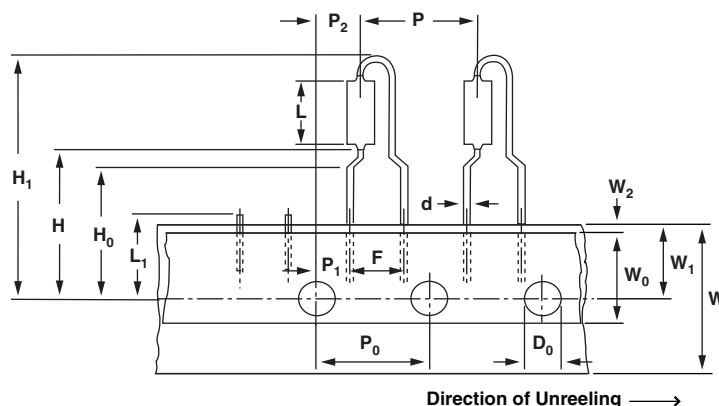 P₂
P
L
H₁
H
H₀
L₁
d
W₂
P₁
F
W₀
W₁
W
P₀
D₀
Direction of Unreeling